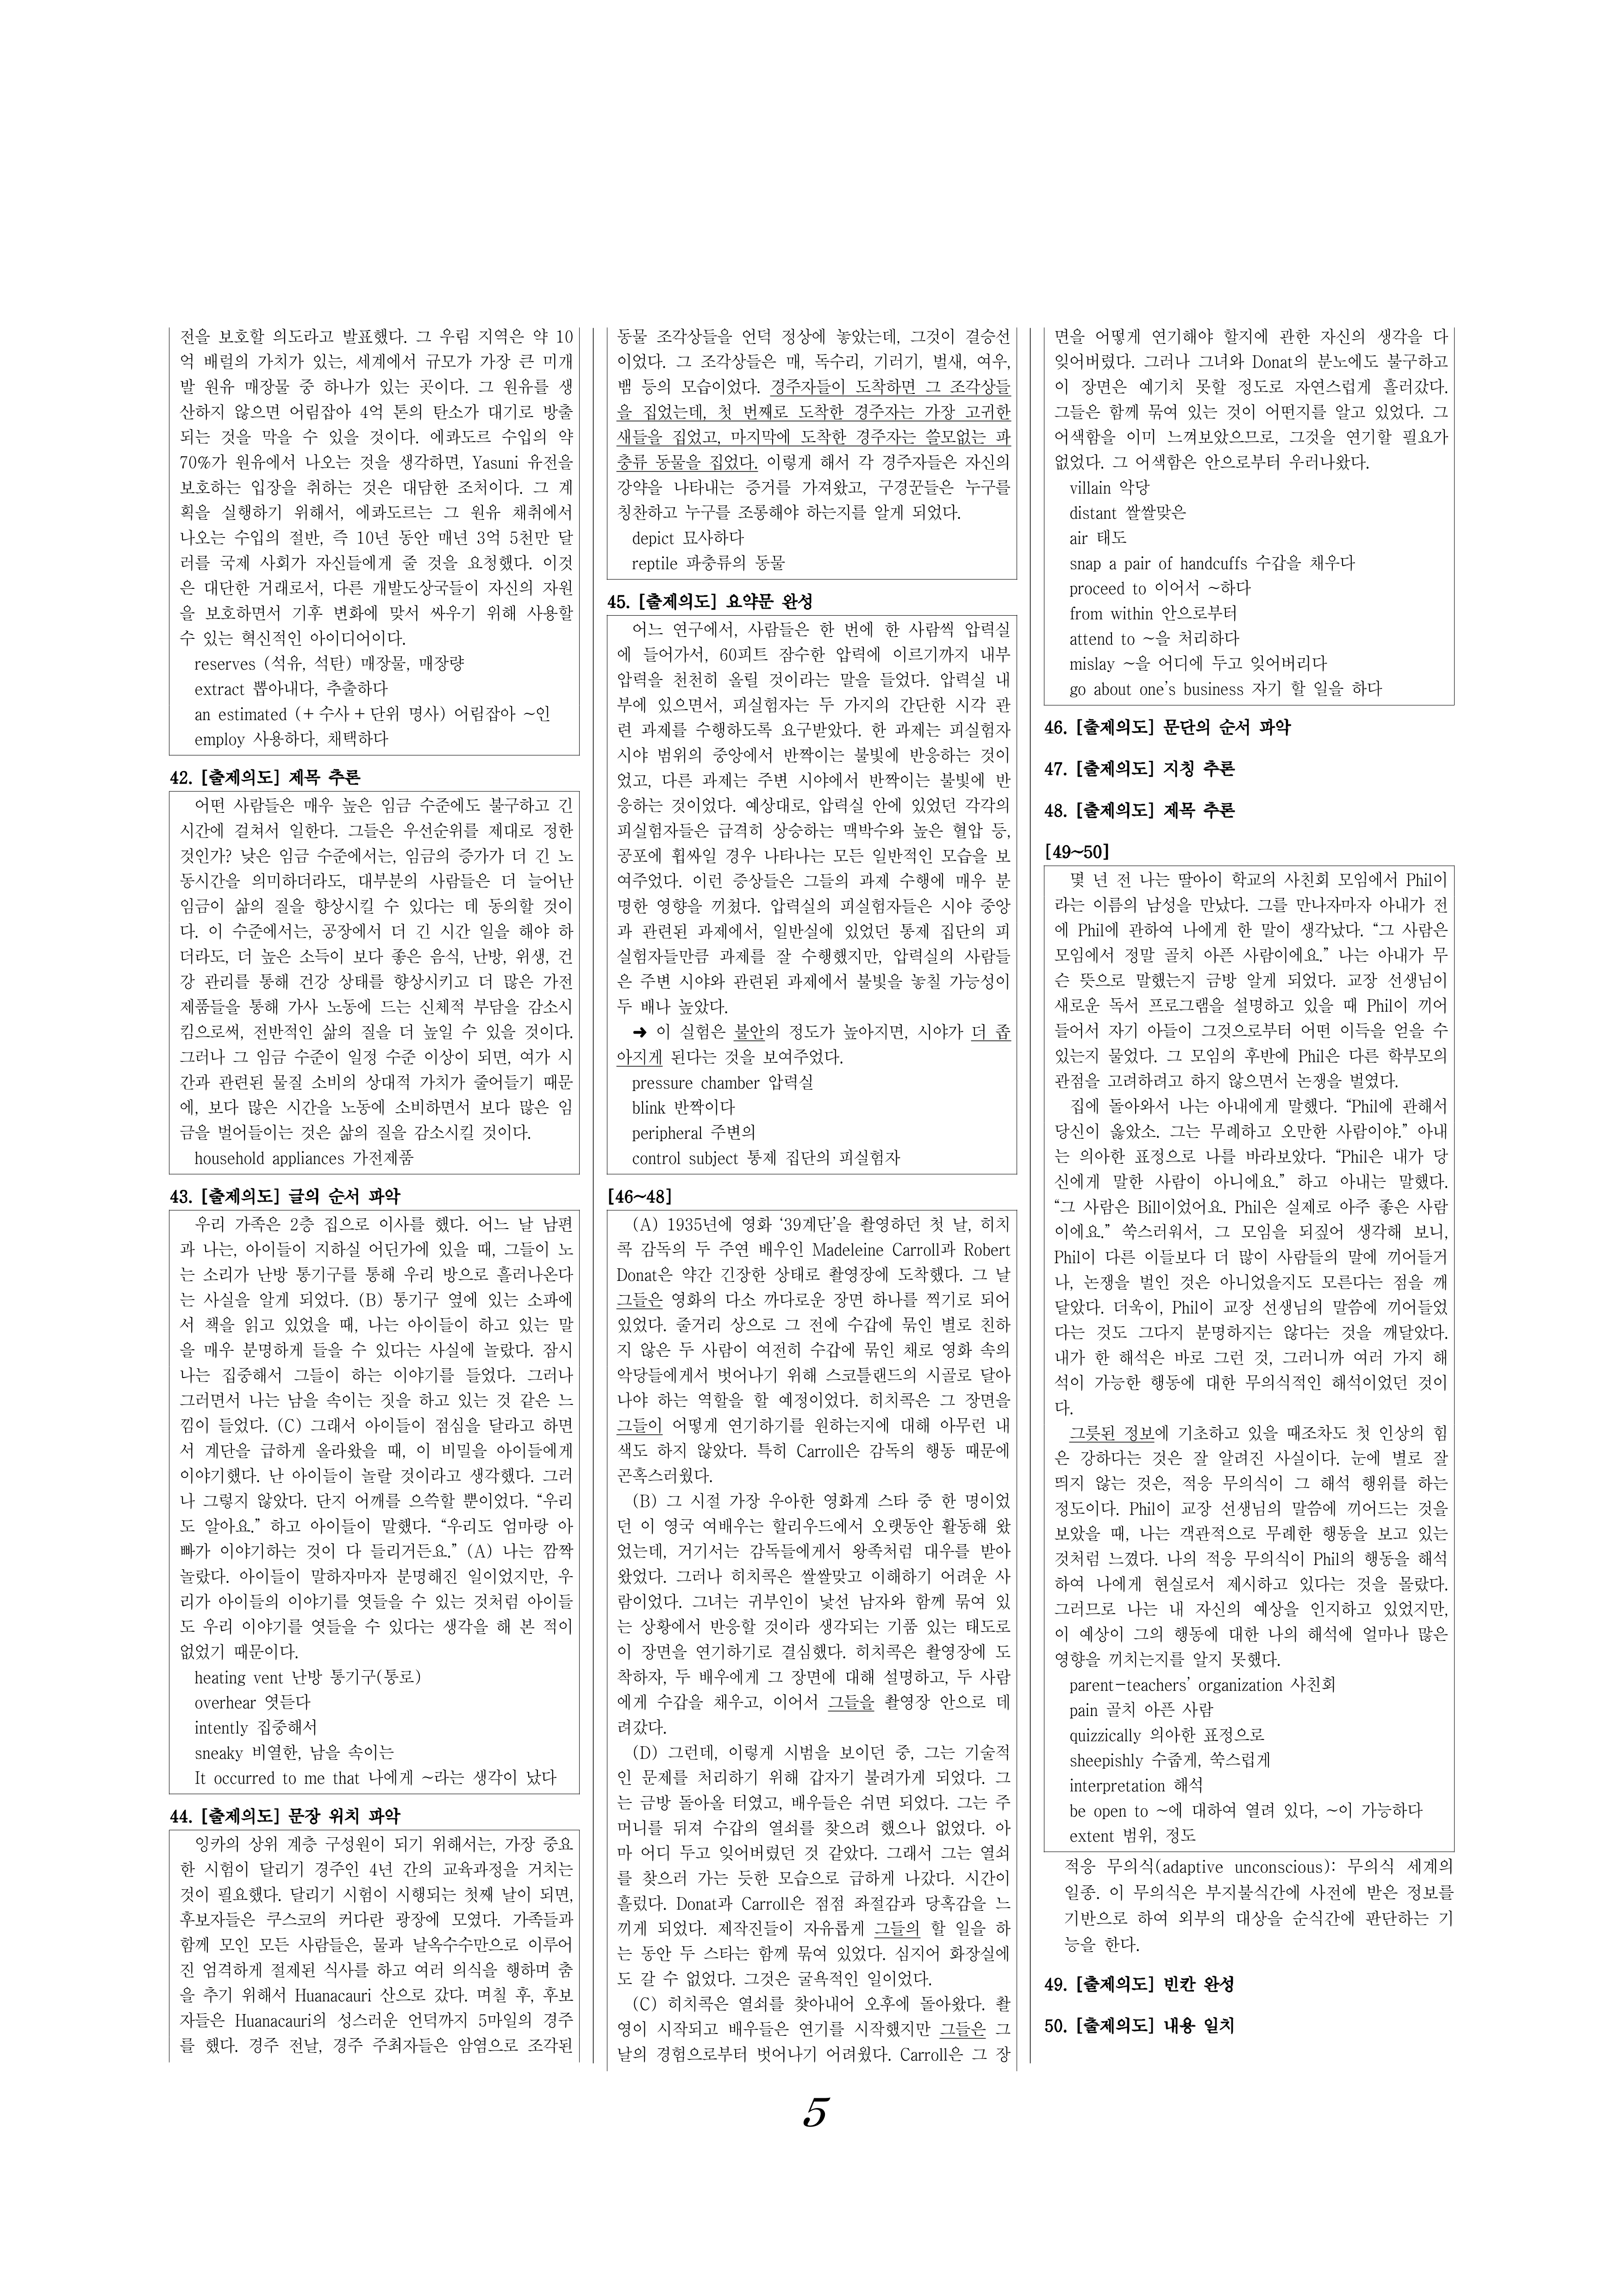 전을 보호할 의도라고 발표했다. 그 우림 지역은 약 10
억 배럴의 가치가 있는, 세계에서 규모가 가장 큰 미개
발 원유 매장물 중 하나가 있는 곳이다. 그 원유를 생
산하지 않으면 어림잡아 4억 톤의 탄소가 대기로 방출
되는 것을 막을 수 있을 것이다. 에콰도르 수입의 약
70%가 원유에서 나오는 것을 생각하면, Yasuni 유전을
보호하는 입장을 취하는 것은 대담한 조처이다. 그 계
획을 실행하기 위해서, 에콰도르는 그 원유 채취에서
나오는 수입의 절반, 즉 10년 동안 매년 3억 5천만 달
러를 국제 사회가 자신들에게 줄 것을 요청했다. 이것
은 대단한 거래로서, 다른 개발도상국들이 자신의 자원
을 보호하면서 기후 변화에 맞서 싸우기 위해 사용할
수 있는 혁신적인 아이디어이다.
reserves (석유, 석탄) 매장물, 매장량
extract 뽑아내다, 추출하다
an estimated (+수사+단위 명사) 어림잡아 ~인
employ 사용하다, 채택하다
42. [출제의도] 제목 추론
어떤 사람들은 매우 높은 임금 수준에도 불구하고 긴
시간에 걸쳐서 일한다. 그들은 우선순위를 제대로 정한
것인가? 낮은 임금 수준에서는, 임금의 증가가 더 긴 노
동시간을 의미하더라도, 대부분의 사람들은 더 늘어난
임금이 삶의 질을 향상시킬 수 있다는 데 동의할 것이
다. 이 수준에서는, 공장에서 더 긴 시간 일을 해야 하
더라도, 더 높은 소득이 보다 좋은 음식, 난방, 위생, 건
강 관리를 통해 건강 상태를 향상시키고 더 많은 가전
제품들을 통해 가사 노동에 드는 신체적 부담을 감소시
킴으로써, 전반적인 삶의 질을 더 높일 수 있을 것이다.
그러나 그 임금 수준이 일정 수준 이상이 되면, 여가 시
간과 관련된 물질 소비의 상대적 가치가 줄어들기 때문
에, 보다 많은 시간을 노동에 소비하면서 보다 많은 임
금을 벌어들이는 것은 삶의 질을 감소시킬 것이다.
household appliances 가전제품
43. [출제의도] 글의 순서 파악
우리 가족은 2층 집으로 이사를 했다. 어느 날 남편
과 나는, 아이들이 지하실 어딘가에 있을 때, 그들이 노
는 소리가 난방 통기구를 통해 우리 방으로 흘러나온다
는 사실을 알게 되었다. (B) 통기구 옆에 있는 소파에
서 책을 읽고 있었을 때, 나는 아이들이 하고 있는 말
을 매우 분명하게 들을 수 있다는 사실에 놀랐다. 잠시
나는 집중해서 그들이 하는 이야기를 들었다. 그러나
그러면서 나는 남을 속이는 짓을 하고 있는 것 같은 느
낌이 들었다. (C) 그래서 아이들이 점심을 달라고 하면
서 계단을 급하게 올라왔을 때, 이 비밀을 아이들에게
이야기했다. 난 아이들이 놀랄 것이라고 생각했다. 그러
나 그렇지 않았다. 단지 어깨를 으쓱할 뿐이었다. “우리
도 알아요.” 하고 아이들이 말했다. “우리도 엄마랑 아
빠가 이야기하는 것이 다 들리거든요.” (A) 나는 깜짝
놀랐다. 아이들이 말하자마자 분명해진 일이었지만, 우
리가 아이들의 이야기를 엿들을 수 있는 것처럼 아이들
도 우리 이야기를 엿들을 수 있다는 생각을 해 본 적이
없었기 때문이다.
heating vent 난방 통기구(통로)
overhear 엿듣다
intently 집중해서
sneaky 비열한, 남을 속이는
It occurred to me that 나에게 ~라는 생각이 났다
44. [출제의도] 문장 위치 파악
잉카의 상위 계층 구성원이 되기 위해서는, 가장 중요
한 시험이 달리기 경주인 4년 간의 교육과정을 거치는
것이 필요했다. 달리기 시험이 시행되는 첫째 날이 되면,
후보자들은 쿠스코의 커다란 광장에 모였다. 가족들과
함께 모인 모든 사람들은, 물과 날옥수수만으로 이루어
진 엄격하게 절제된 식사를 하고 여러 의식을 행하며 춤
을 추기 위해서 Huanacauri 산으로 갔다. 며칠 후, 후보
자들은 Huanacauri의 성스러운 언덕까지 5마일의 경주
를 했다. 경주 전날, 경주 주최자들은 암염으로 조각된
동물 조각상들을 언덕 정상에 놓았는데, 그것이 결승선
이었다. 그 조각상들은 매, 독수리, 기러기, 벌새, 여우,
뱀 등의 모습이었다. 경주자들이 도착하면 그 조각상들
을 집었는데, 첫 번째로 도착한 경주자는 가장 고귀한
새들을 집었고, 마지막에 도착한 경주자는 쓸모없는 파
충류 동물을 집었다. 이렇게 해서 각 경주자들은 자신의
강약을 나타내는 증거를 가져왔고, 구경꾼들은 누구를
칭찬하고 누구를 조롱해야 하는지를 알게 되었다.
depict 묘사하다
reptile 파충류의 동물
45. [출제의도] 요약문 완성
어느 연구에서, 사람들은 한 번에 한 사람씩 압력실
에 들어가서, 60피트 잠수한 압력에 이르기까지 내부
압력을 천천히 올릴 것이라는 말을 들었다. 압력실 내
부에 있으면서, 피실험자는 두 가지의 간단한 시각 관
련 과제를 수행하도록 요구받았다. 한 과제는 피실험자
시야 범위의 중앙에서 반짝이는 불빛에 반응하는 것이
었고, 다른 과제는 주변 시야에서 반짝이는 불빛에 반
응하는 것이었다. 예상대로, 압력실 안에 있었던 각각의
피실험자들은 급격히 상승하는 맥박수와 높은 혈압 등,
공포에 휩싸일 경우 나타나는 모든 일반적인 모습을 보
여주었다. 이런 증상들은 그들의 과제 수행에 매우 분
명한 영향을 끼쳤다. 압력실의 피실험자들은 시야 중앙
과 관련된 과제에서, 일반실에 있었던 통제 집단의 피
실험자들만큼 과제를 잘 수행했지만, 압력실의 사람들
은 주변 시야와 관련된 과제에서 불빛을 놓칠 가능성이
두 배나 높았다.
➜ 이 실험은 불안의 정도가 높아지면, 시야가 더 좁
아지게 된다는 것을 보여주었다.
pressure chamber 압력실
blink 반짝이다
peripheral 주변의
control subject 통제 집단의 피실험자
[46~48]
(A) 1935년에 영화 ‘39계단’을 촬영하던 첫 날, 히치
콕 감독의 두 주연 배우인 Madeleine Carroll과 Robert
Donat은 약간 긴장한 상태로 촬영장에 도착했다. 그 날
그들은 영화의 다소 까다로운 장면 하나를 찍기로 되어
있었다. 줄거리 상으로 그 전에 수갑에 묶인 별로 친하
지 않은 두 사람이 여전히 수갑에 묶인 채로 영화 속의
악당들에게서 벗어나기 위해 스코틀랜드의 시골로 달아
나야 하는 역할을 할 예정이었다. 히치콕은 그 장면을
그들이 어떻게 연기하기를 원하는지에 대해 아무런 내
색도 하지 않았다. 특히 Carroll은 감독의 행동 때문에
곤혹스러웠다.
(B) 그 시절 가장 우아한 영화계 스타 중 한 명이었
던 이 영국 여배우는 할리우드에서 오랫동안 활동해 왔
었는데, 거기서는 감독들에게서 왕족처럼 대우를 받아
왔었다. 그러나 히치콕은 쌀쌀맞고 이해하기 어려운 사
람이었다. 그녀는 귀부인이 낯선 남자와 함께 묶여 있
는 상황에서 반응할 것이라 생각되는 기품 있는 태도로
이 장면을 연기하기로 결심했다. 히치콕은 촬영장에 도
착하자, 두 배우에게 그 장면에 대해 설명하고, 두 사람
에게 수갑을 채우고, 이어서 그들을 촬영장 안으로 데
려갔다.
(D) 그런데, 이렇게 시범을 보이던 중, 그는 기술적
인 문제를 처리하기 위해 갑자기 불려가게 되었다. 그
는 금방 돌아올 터였고, 배우들은 쉬면 되었다. 그는 주
머니를 뒤져 수갑의 열쇠를 찾으려 했으나 없었다. 아
마 어디 두고 잊어버렸던 것 같았다. 그래서 그는 열쇠
를 찾으러 가는 듯한 모습으로 급하게 나갔다. 시간이
흘렀다. Donat과 Carroll은 점점 좌절감과 당혹감을 느
끼게 되었다. 제작진들이 자유롭게 그들의 할 일을 하
는 동안 두 스타는 함께 묶여 있었다. 심지어 화장실에
도 갈 수 없었다. 그것은 굴욕적인 일이었다.
(C) 히치콕은 열쇠를 찾아내어 오후에 돌아왔다. 촬
영이 시작되고 배우들은 연기를 시작했지만 그들은 그
날의 경험으로부터 벗어나기 어려웠다. Carroll은 그 장
면을 어떻게 연기해야 할지에 관한 자신의 생각을 다
잊어버렸다. 그러나 그녀와 Donat의 분노에도 불구하고
이 장면은 예기치 못할 정도로 자연스럽게 흘러갔다.
그들은 함께 묶여 있는 것이 어떤지를 알고 있었다. 그
어색함을 이미 느껴보았으므로, 그것을 연기할 필요가
없었다. 그 어색함은 안으로부터 우러나왔다.
villain 악당
distant 쌀쌀맞은
air 태도
snap a pair of handcuffs 수갑을 채우다
proceed to 이어서 ~하다
from within 안으로부터
attend to ~을 처리하다
mislay ~을 어디에 두고 잊어버리다
go about one’s business 자기 할 일을 하다
46. [출제의도] 문단의 순서 파악
47. [출제의도] 지칭 추론
48. [출제의도] 제목 추론
[49~50]
몇 년 전 나는 딸아이 학교의 사친회 모임에서 Phil이
라는 이름의 남성을 만났다. 그를 만나자마자 아내가 전
에 Phil에 관하여 나에게 한 말이 생각났다. “그 사람은
모임에서 정말 골치 아픈 사람이에요.” 나는 아내가 무
슨 뜻으로 말했는지 금방 알게 되었다. 교장 선생님이
새로운 독서 프로그램을 설명하고 있을 때 Phil이 끼어
들어서 자기 아들이 그것으로부터 어떤 이득을 얻을 수
있는지 물었다. 그 모임의 후반에 Phil은 다른 학부모의
관점을 고려하려고 하지 않으면서 논쟁을 벌였다.
집에 돌아와서 나는 아내에게 말했다. “Phil에 관해서
당신이 옳았소. 그는 무례하고 오만한 사람이야.” 아내
는 의아한 표정으로 나를 바라보았다. “Phil은 내가 당
신에게 말한 사람이 아니에요.” 하고 아내는 말했다.
“그 사람은 Bill이었어요. Phil은 실제로 아주 좋은 사람
이에요.” 쑥스러워서, 그 모임을 되짚어 생각해 보니,
Phil이 다른 이들보다 더 많이 사람들의 말에 끼어들거
나, 논쟁을 벌인 것은 아니었을지도 모른다는 점을 깨
달았다. 더욱이, Phil이 교장 선생님의 말씀에 끼어들었
다는 것도 그다지 분명하지는 않다는 것을 깨달았다.
내가 한 해석은 바로 그런 것, 그러니까 여러 가지 해
석이 가능한 행동에 대한 무의식적인 해석이었던 것이
다.
그릇된 정보에 기초하고 있을 때조차도 첫 인상의 힘
은 강하다는 것은 잘 알려진 사실이다. 눈에 별로 잘
띄지 않는 것은, 적응 무의식이 그 해석 행위를 하는
정도이다. Phil이 교장 선생님의 말씀에 끼어드는 것을
보았을 때, 나는 객관적으로 무례한 행동을 보고 있는
것처럼 느꼈다. 나의 적응 무의식이 Phil의 행동을 해석
하여 나에게 현실로서 제시하고 있다는 것을 몰랐다.
그러므로 나는 내 자신의 예상을 인지하고 있었지만,
이 예상이 그의 행동에 대한 나의 해석에 얼마나 많은
영향을 끼치는지를 알지 못했다.
parent-teachers’ organization 사친회
pain 골치 아픈 사람
quizzically 의아한 표정으로
sheepishly 수줍게, 쑥스럽게
interpretation 해석
be open to ~에 대하여 열려 있다, ~이 가능하다
extent 범위, 정도
적응 무의식(adaptive unconscious): 무의식 세계의
일종. 이 무의식은 부지불식간에 사전에 받은 정보를
기반으로 하여 외부의 대상을 순식간에 판단하는 기
능을 한다.
49. [출제의도] 빈칸 완성
50. [출제의도] 내용 일치
5